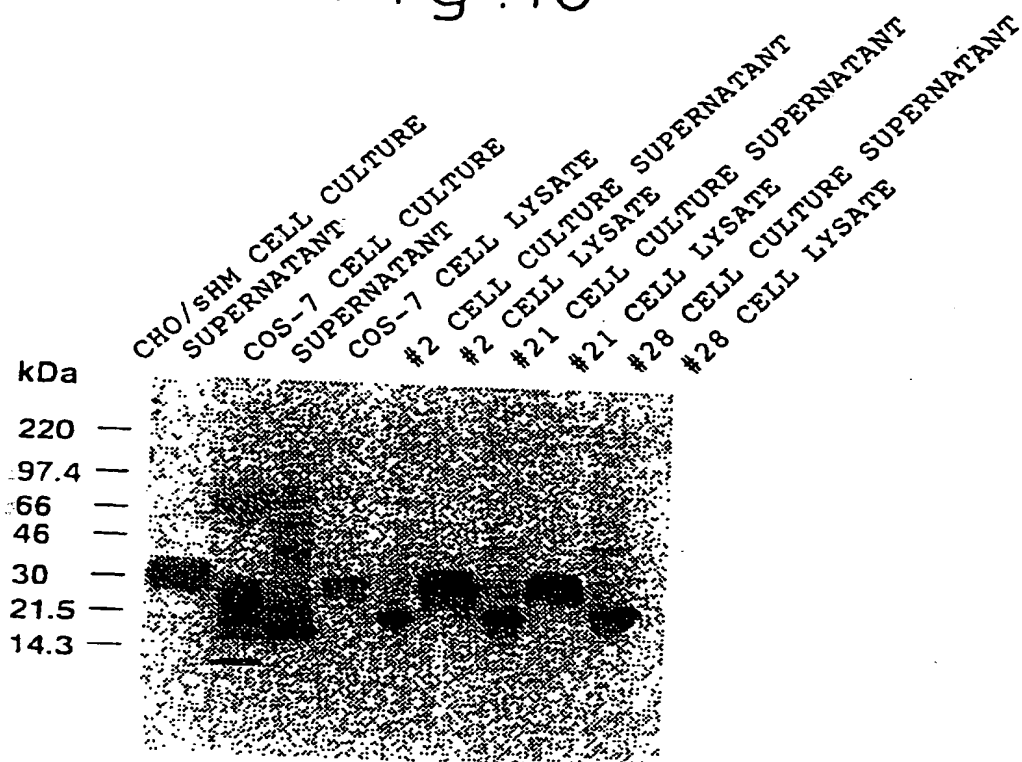 CHO/sHM CELL CULTURE
SUPERNATANT
COS-7 CELL CULTURE
SUPERNATANT
COS-7 CELL LYSATE
#2 CELL CULTURE SUPERNATANT
#2 CELL LYSATE
#21 CELL CULTURE SUPERNATANT
#21 CELL LYSATE
#28 CELL CULTURE SUPERNATANT
#28 CELL LYSATE
kDa
220
97.4
66
46
30
21.5
14.3